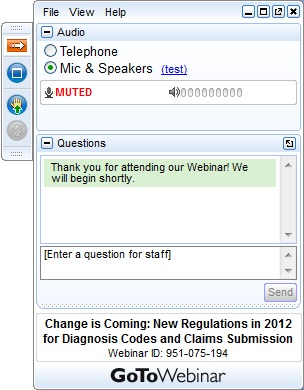 File View Help
Audio
Telephone
Mic & Speakers (test)
MUTED
Questions
Thank you for attending our Webinar! We
will begin shortly.
[Enter a question for staff]
Send
Change is Coming: New Regulations in 2012
for Diagnosis Codes and Claims Submission
Webinar ID: 951-075-194
GoToWebinar